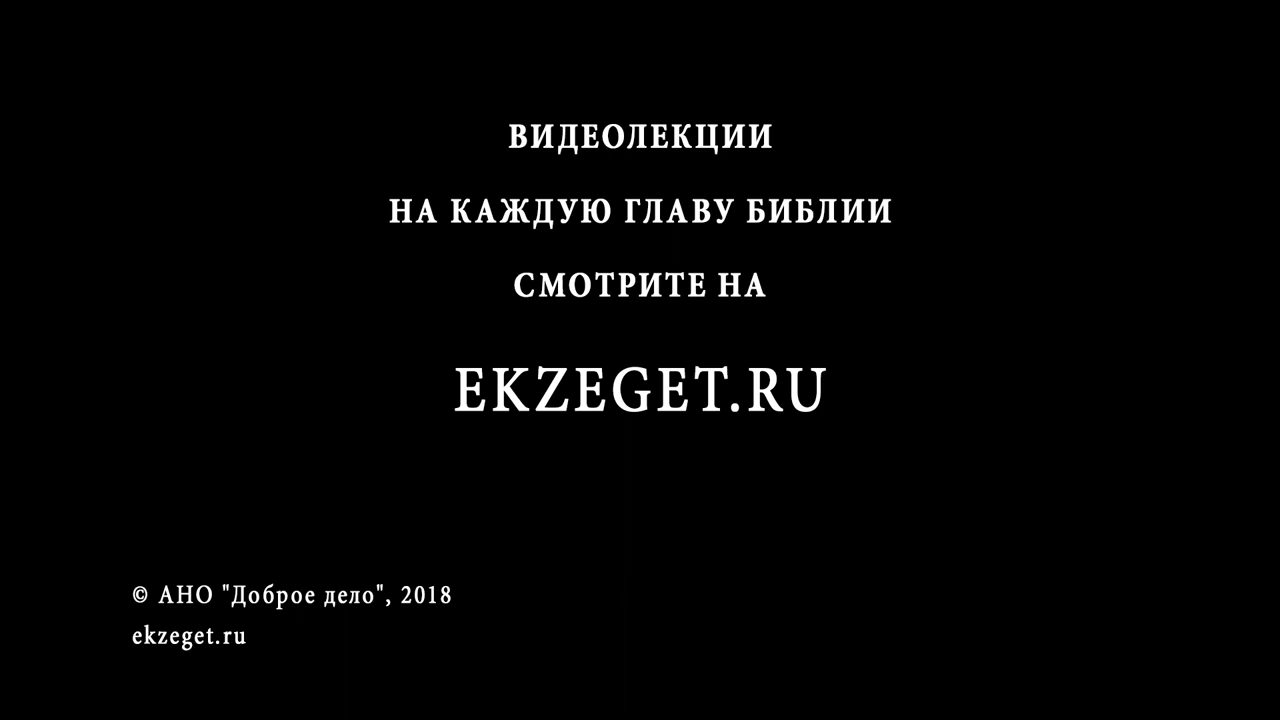 ВИДЕОЛЕКЦИИ
НА КАЖДУЮ ГЛАВУ БИБЛИИ
СМОТРИТЕ НА
EKZEGET.RU
© АНО "Доброе дело", 2018
ekzeget.ru